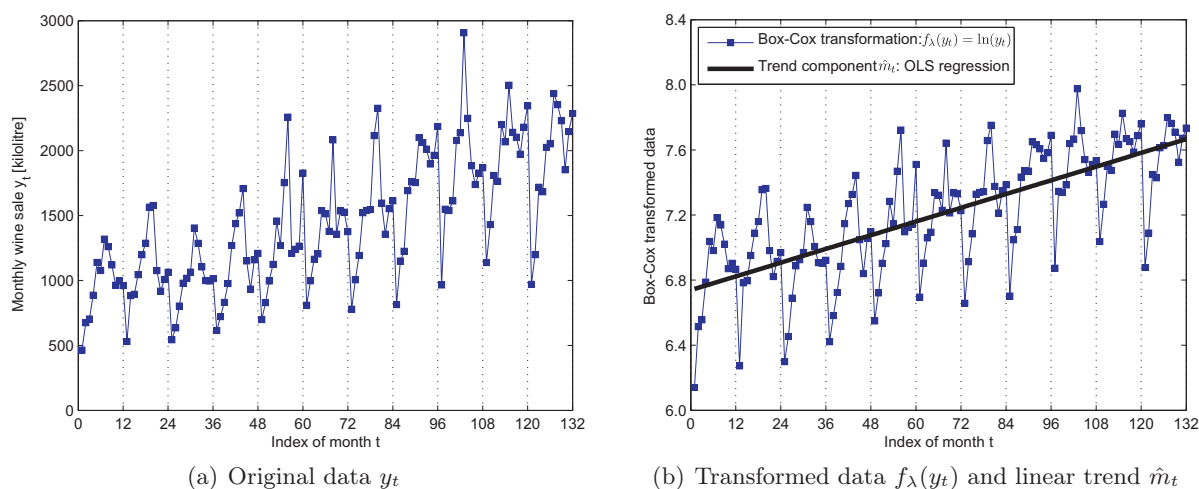 3000
2500
2000
1500
1000
500
0
Monthly wine sale y_t [kilolitre]
0 12 24 36 48 60 72 84 96 108 120 132
Index of month t
(a) Original data y_t
8.4
8.0
7.6
7.2
6.8
6.4
6.0
Box-Cox transformed data
Box-Cox transformation: f_λ(y_t) = ln(y_t)
Trend component m̂_t: OLS regression
0 12 24 36 48 60 72 84 96 108 120 132
Index of month t
(b) Transformed data f_λ(y_t) and linear trend m̂_t